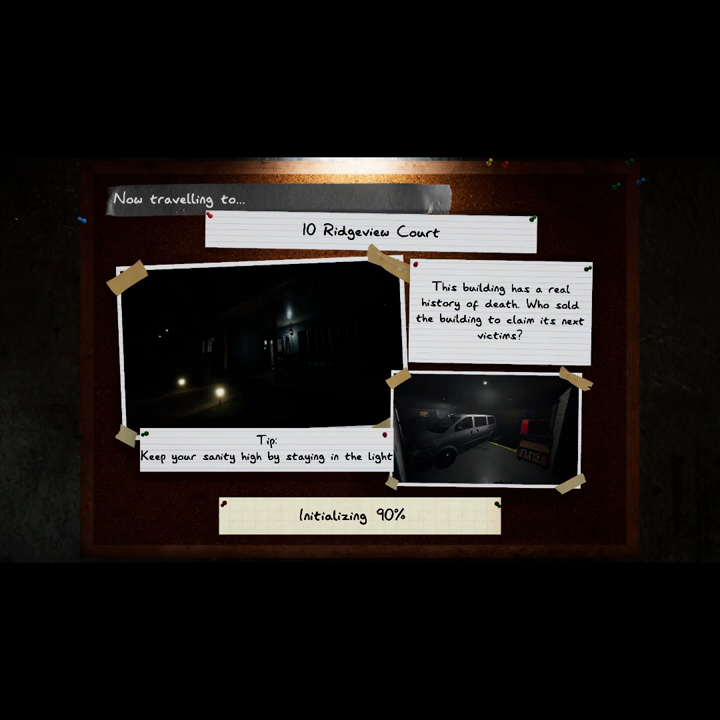 Now travelling to...
10 Ridgeview Court
This building has a real
history of death. Who sold
the building to claim its next
victims?
Tip:
Keep your sanity high by staying in the light
Initializing 90%